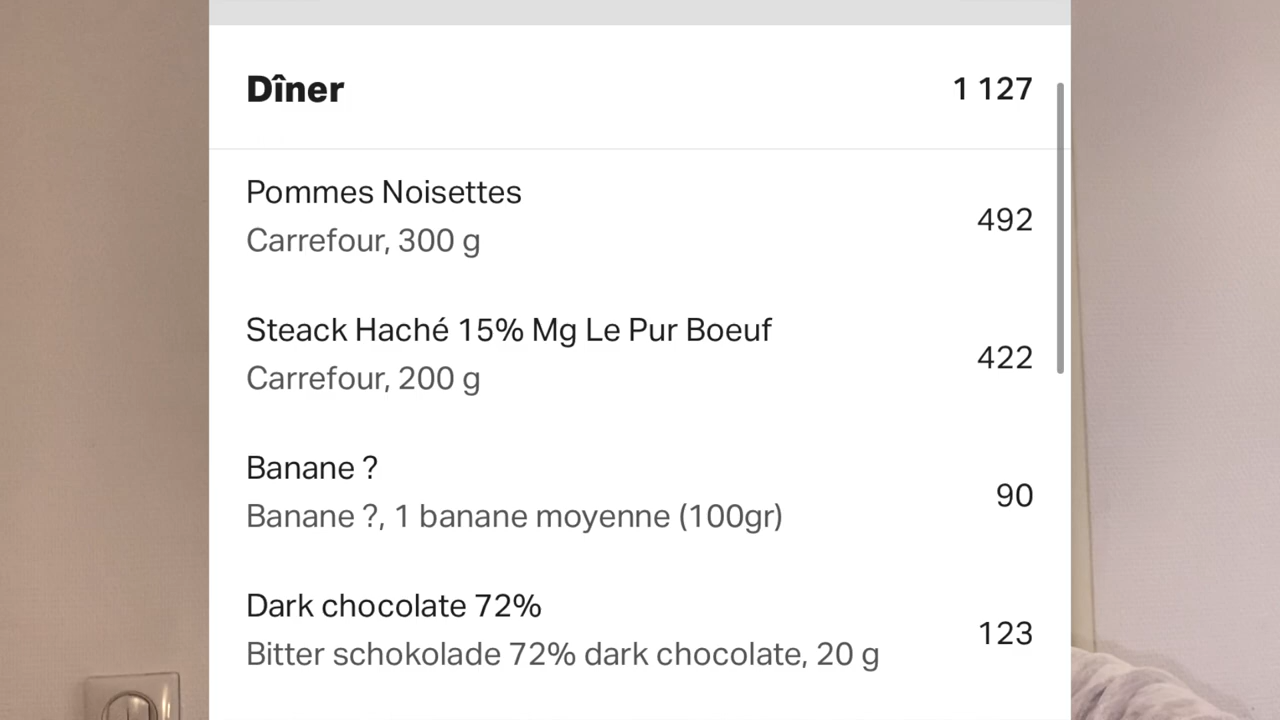 Dîner 1 127
Pommes Noisettes
Carrefour, 300 g 492
Steack Haché 15% Mg Le Pur Boeuf
Carrefour, 200 g 422
Banane ?
Banane ?, 1 banane moyenne (100gr) 90
Dark chocolate 72%
Bitter schokolade 72% dark chocolate, 20 g 123